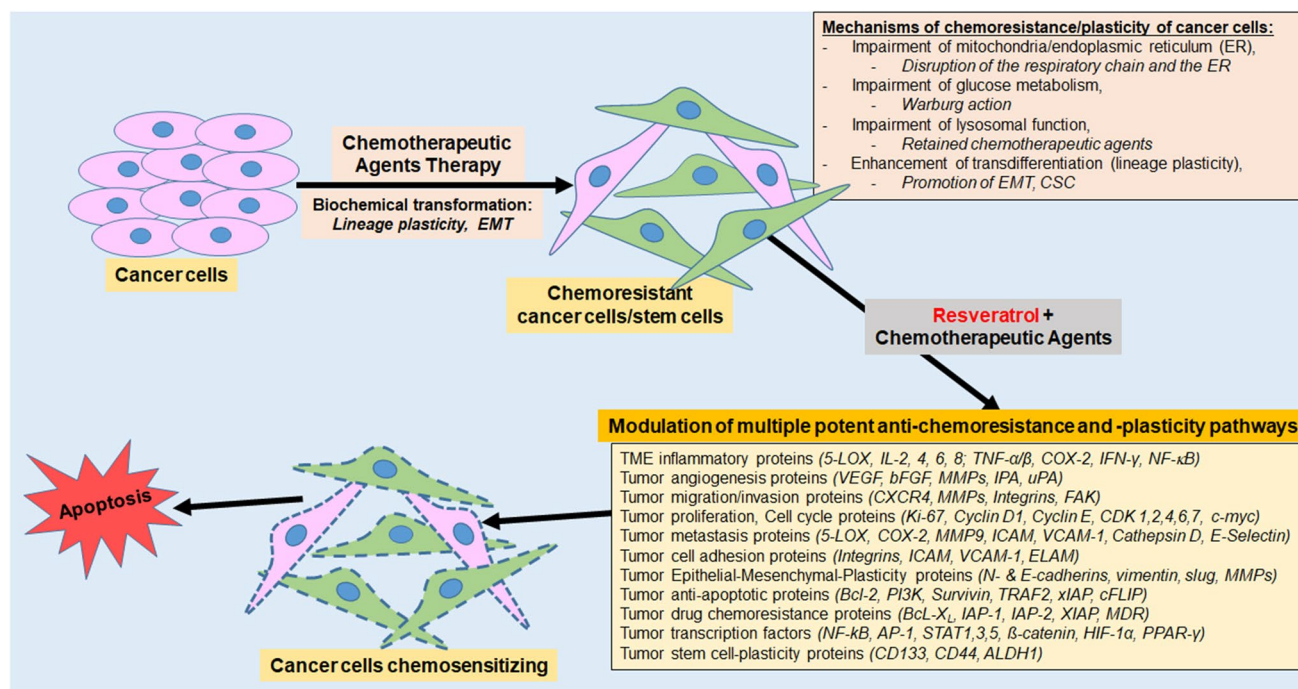 Mechanisms of chemoresistance/plasticity of cancer cells:
- Impairment of mitochondria/endoplasmic reticulum (ER),
- Disruption of the respiratory chain and the ER
- Impairment of glucose metabolism,
- Warburg action
- Impairment of lysosomal function,
- Retained chemotherapeutic agents
- Enhancement of transdifferentiation (lineage plasticity),
- Promotion of EMT, CSC
Chemotherapeutic
Agents Therapy
Biochemical transformation:
Lineage plasticity, EMT
Cancer cells
Chemoresistant
cancer cells/stem cells
Resveratrol +
Chemotherapeutic Agents
Modulation of multiple potent anti-chemoresistance and -plasticity pathways
TME inflammatory proteins (5-LOX, IL-2, 4, 6, 8; TNF-α/β, COX-2, IFN-γ, NF-κB)
Tumor angiogenesis proteins (VEGF, bFGF, MMPs, IPA, uPA)
Tumor migration/invasion proteins (CXCR4, MMPs, Integrins, FAK)
Tumor proliferation, Cell cycle proteins (Ki-67, Cyclin D1, Cyclin E, CDK 1,2,4,6,7, c-myc)
Tumor metastasis proteins (5-LOX, COX-2, MMP9, ICAM, VCAM-1, Cathepsin D, E-Selectin)
Tumor cell adhesion proteins (Integrins, ICAM, VCAM-1, ELAM)
Tumor Epithelial-Mesenchymal-Plasticity proteins (N- & E-cadherins, vimentin, slug, MMPs)
Tumor anti-apoptotic proteins (Bcl-2, PI3K, Survivin, TRAF2, xIAP, cFLIP)
Tumor drug chemoresistance proteins (BcL-XL, IAP-1, IAP-2, XIAP, MDR)
Tumor transcription factors (NF-kB, AP-1, STAT1,3,5, ß-catenin, HIF-1α, PPAR-γ)
Tumor stem cell-plasticity proteins (CD133, CD44, ALDH1)
Apoptosis
Cancer cells chemosensitizing